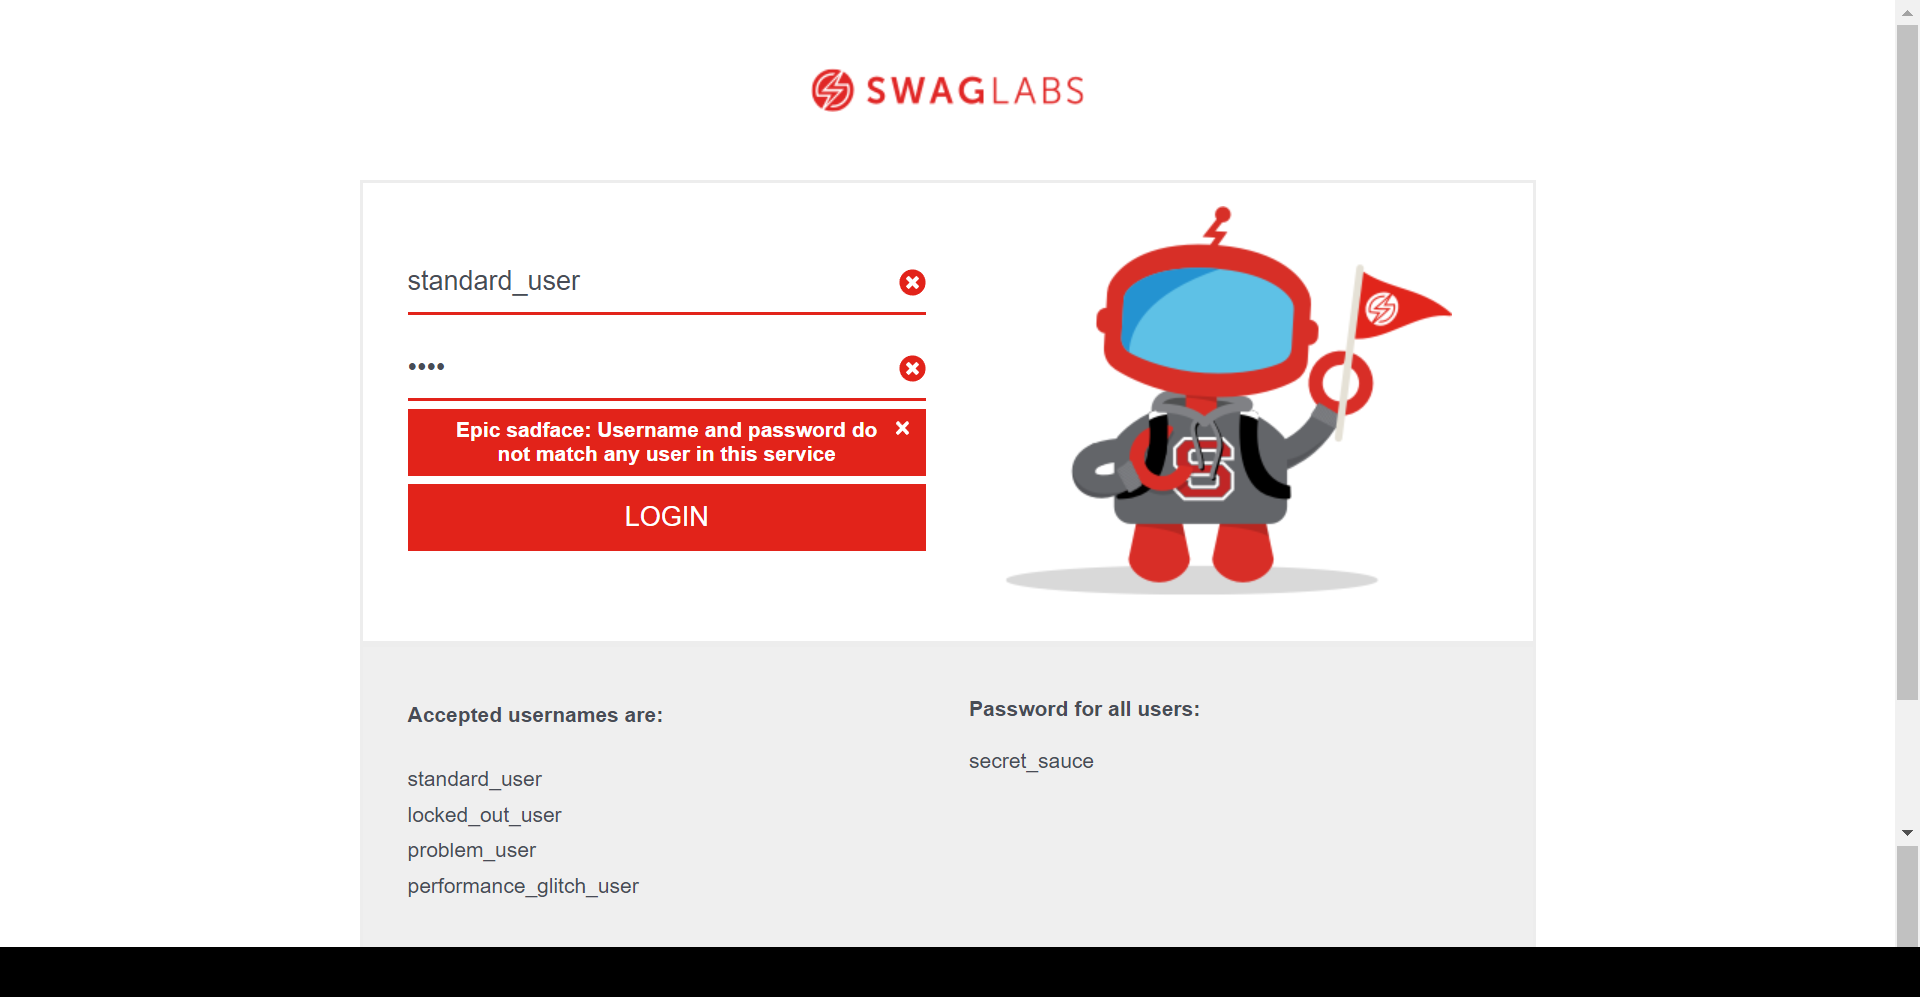 SWAGLABS
standard_user
••••
Epic sadface: Username and password do
not match any user in this service
LOGIN
S
Accepted usernames are:
standard_user
locked_out_user
problem_user
performance_glitch_user
Password for all users:
secret_sauce